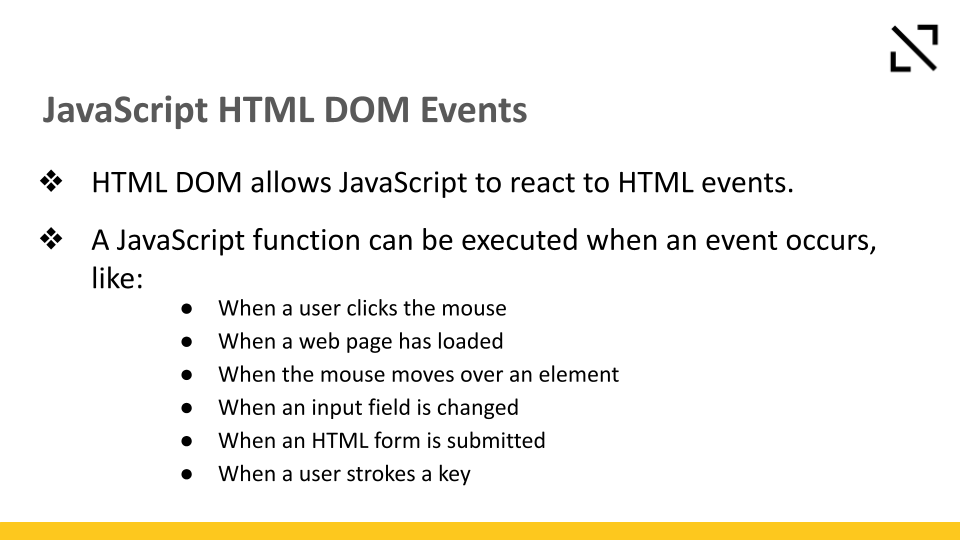 JavaScript HTML DOM Events
❖ HTML DOM allows JavaScript to react to HTML events.
❖ A JavaScript function can be executed when an event occurs,
like:
● When a user clicks the mouse
● When a web page has loaded
● When the mouse moves over an element
● When an input field is changed
● When an HTML form is submitted
● When a user strokes a key